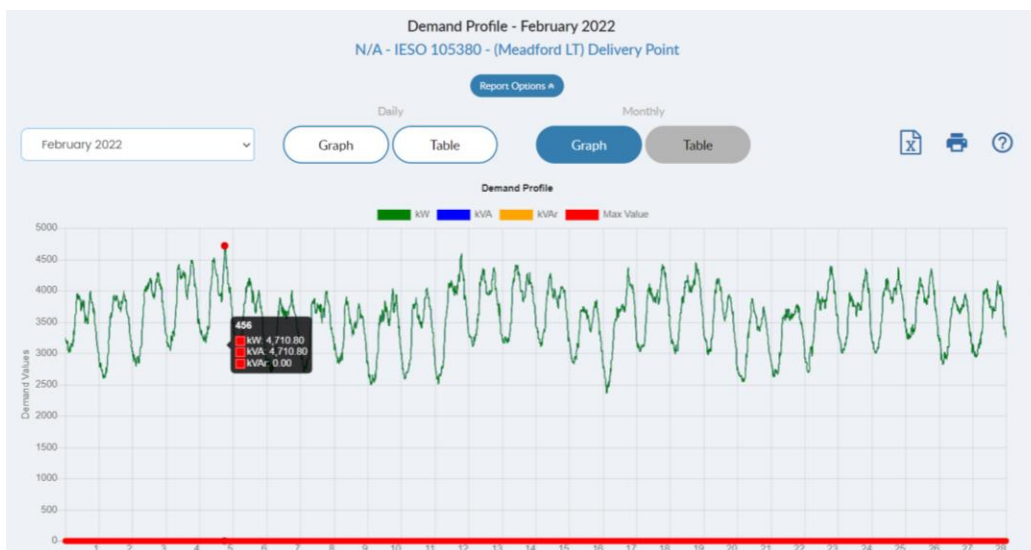 Demand Profile - February 2022
N/A - IESO 105380 - (Meadford LT) Delivery Point
Report Options
Daily
Monthly
February 2022
Graph
Table
Graph
Table
Demand Profile
kW
kVA
kVAr
Max Value
Demand Values
5000
4500
4000
3500
3000
2500
2000
1500
1000
500
0
456
kW: 4,710.80
kVA: 4,710.80
kVAr: 0.00
1 2 3 4 5 6 7 8 9 10 11 12 13 14 15 16 17 18 19 20 21 22 23 24 25 26 27 28